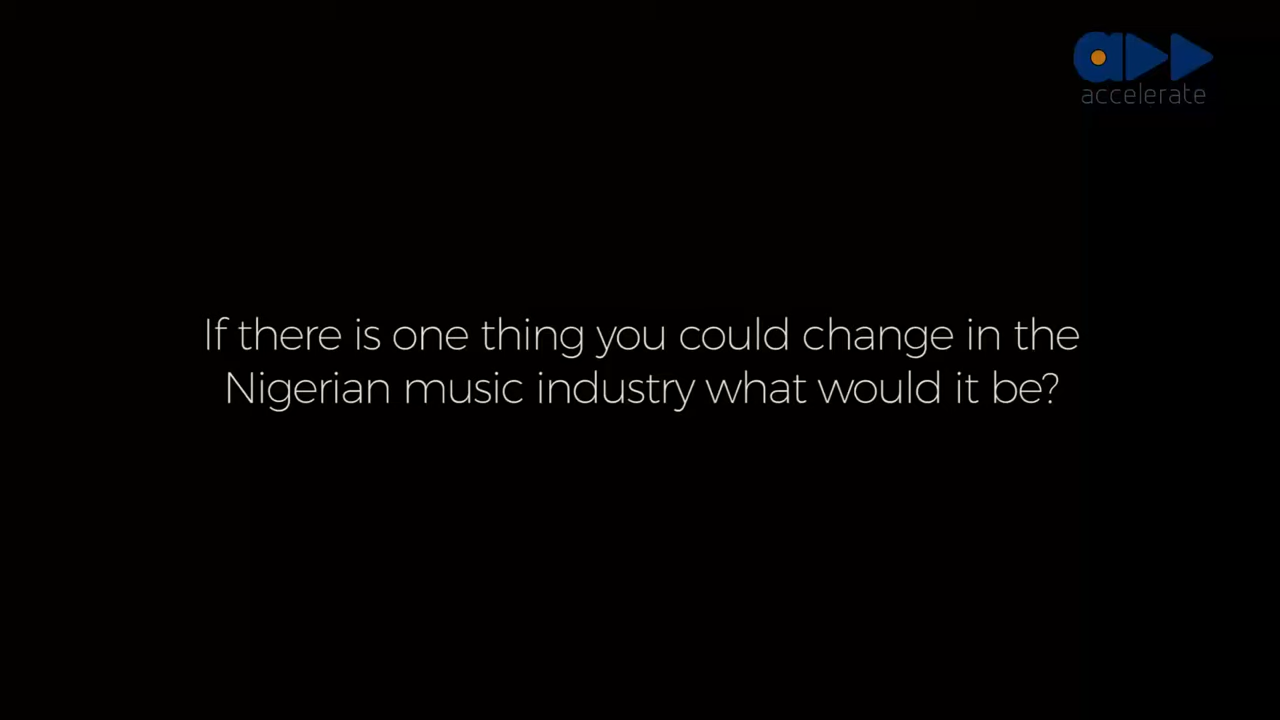 accelerate
If there is one thing you could change in the
Nigerian music industry what would it be?